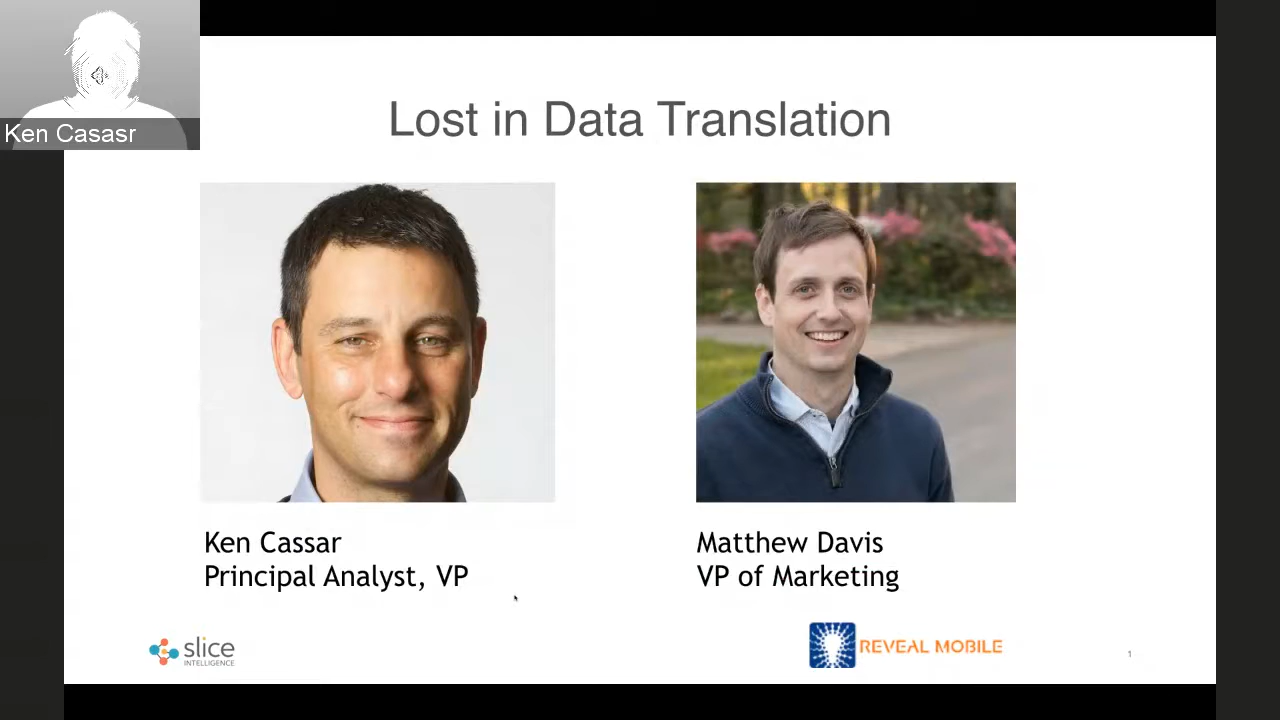 Ken Casasr
Lost in Data Translation
Ken Cassar
Principal Analyst, VP
Matthew Davis
VP of Marketing
slice
INTELLIGENCE
REVEAL MOBILE
1